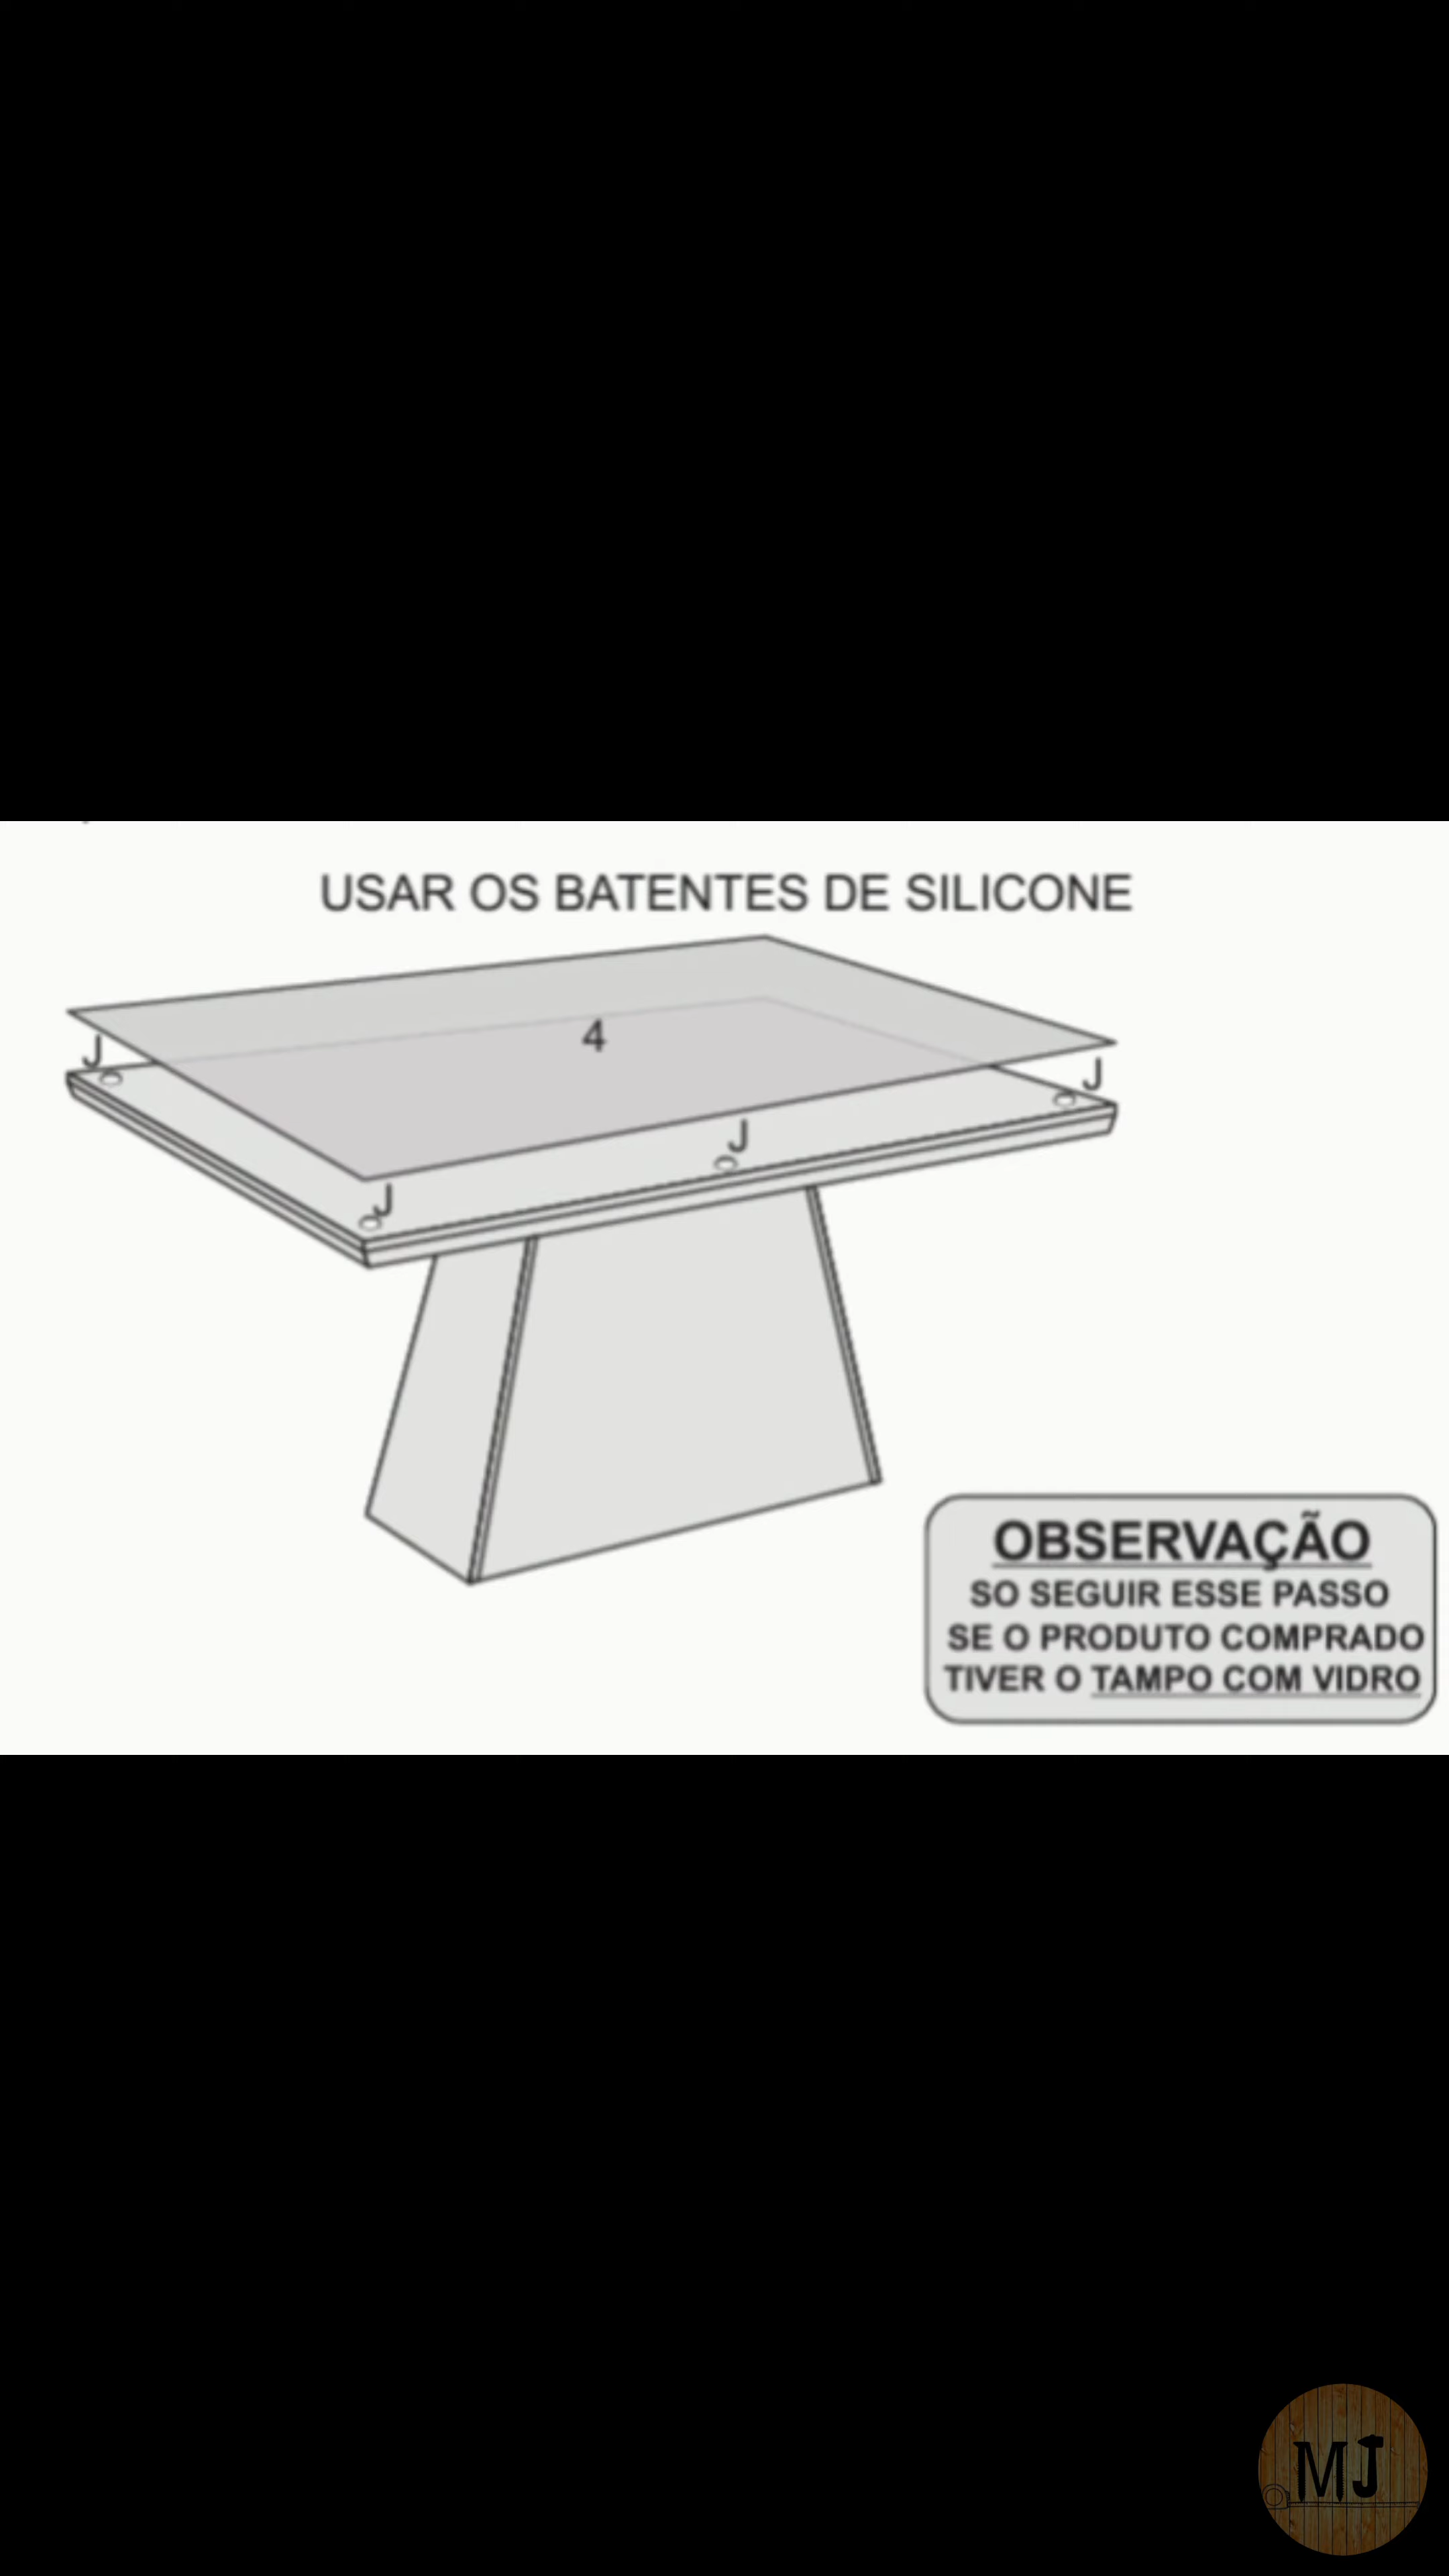 USAR OS BATENTES DE SILICONE
4
J
J
J
J
OBSERVAÇÃO
SO SEGUIR ESSE PASSO
SE O PRODUTO COMPRADO
TIVER O TAMPO COM VIDRO
MJ